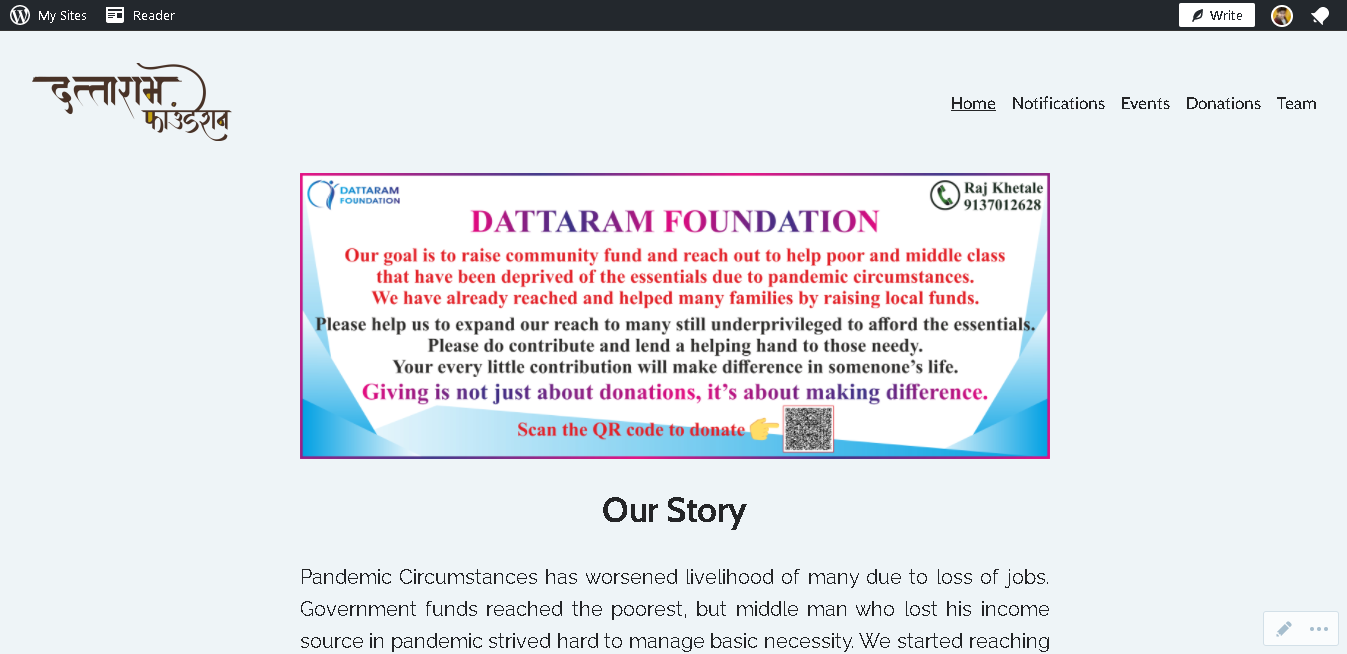 My Sites
Reader
Write
दत्ताराम
फाउंडेशन
Home
Notifications
Events
Donations
Team
DATTARAM
FOUNDATION
Raj Khetale
9137012628
DATTARAM FOUNDATION
Our goal is to raise community fund and reach out to help poor and middle class
that have been deprived of the essentials due to pandemic circumstances.
We have already reached and helped many families by raising local funds.
Please help us to expand our reach to many still underprivileged to afford the essentials.
Please do contribute and lend a helping hand to those needy.
Your every little contribution will make difference in somenone's life.
Giving is not just about donations, it's about making difference.
Scan the QR code to donate
Our Story
Pandemic Circumstances has worsened livelihood of many due to loss of jobs.
Government funds reached the poorest, but middle man who lost his income
source in pandemic strived hard to manage basic necessity. We started reaching